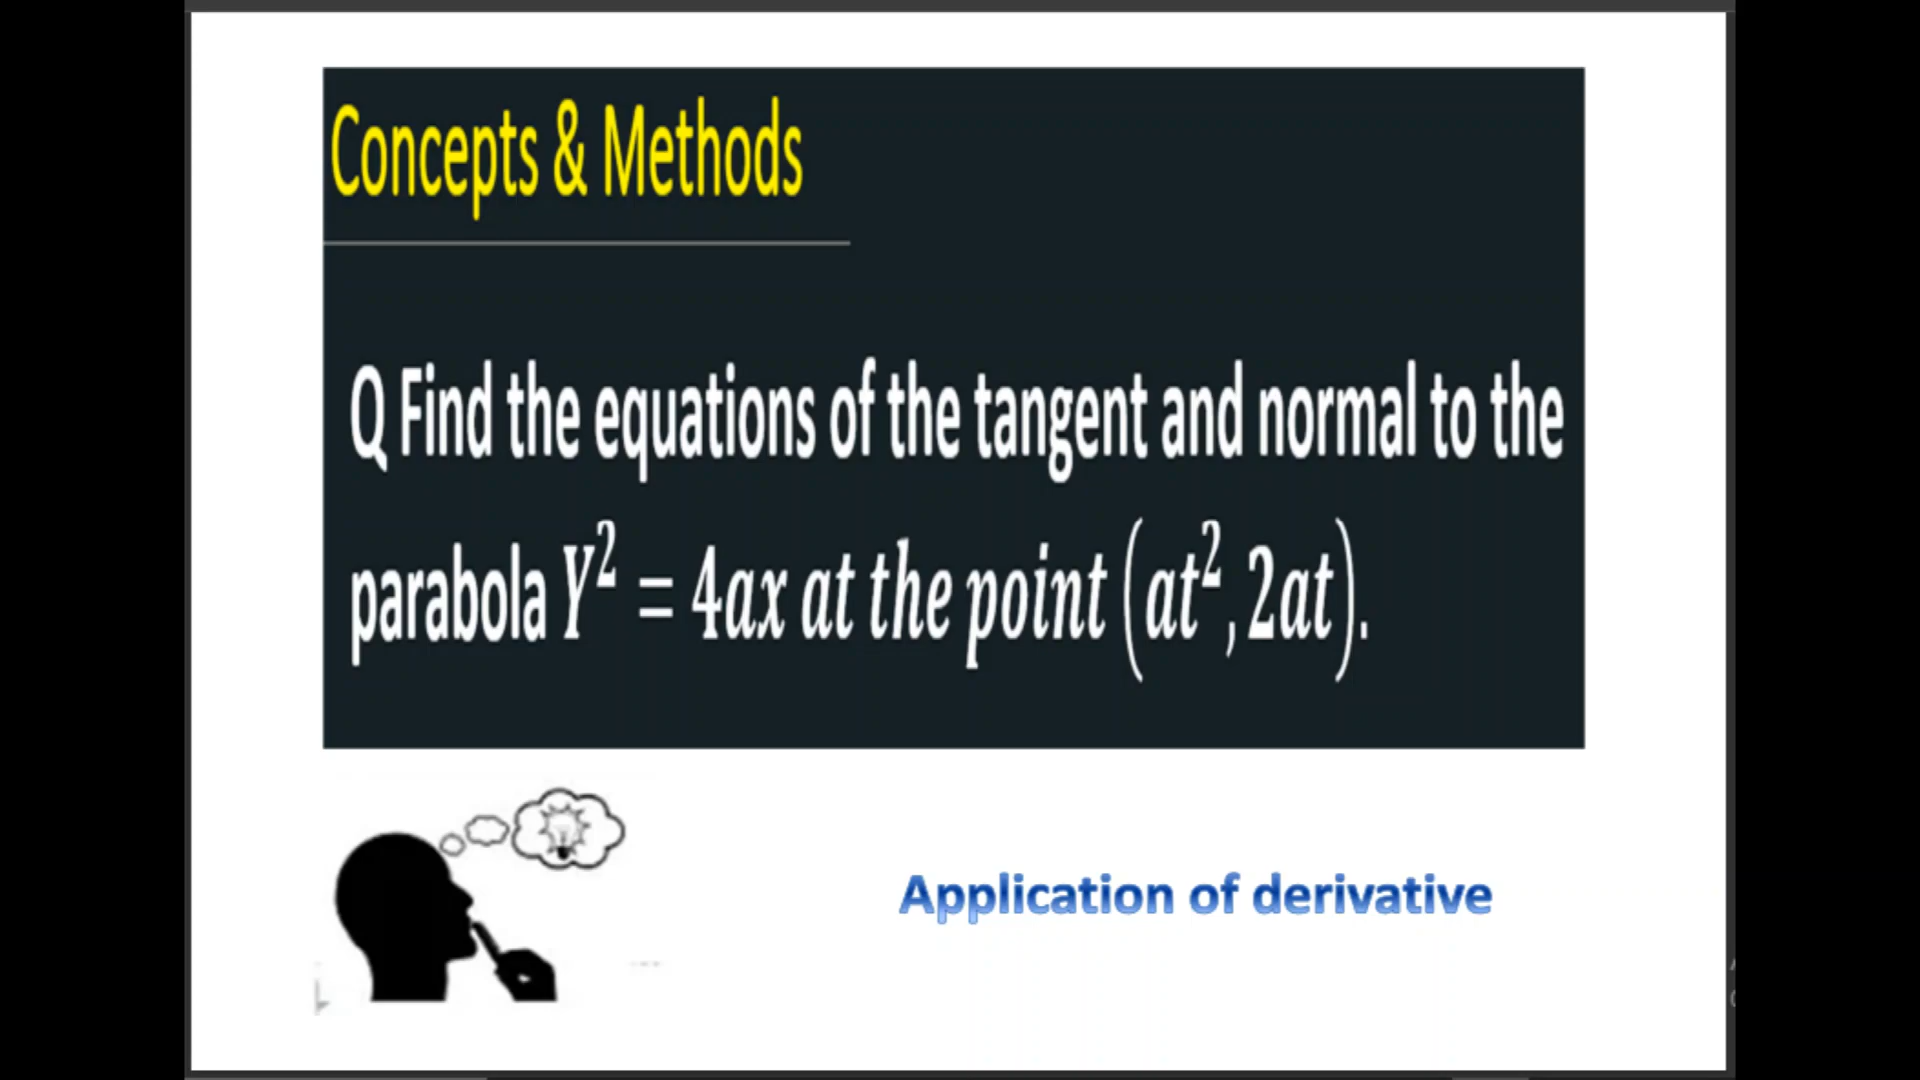 Concepts & Methods
Q Find the equations of the tangent and normal to the
parabola Y² = 4ax at the point (at², 2at).
Application of derivative